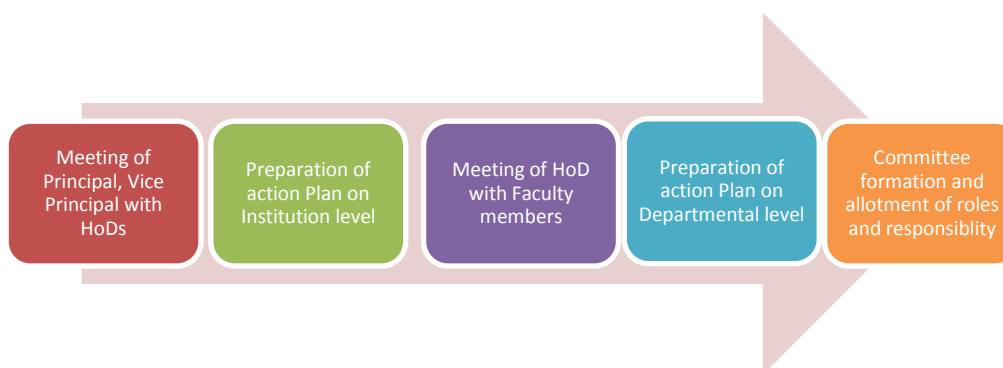 Meeting of
Principal, Vice
Principal with
HoDs
Preparation of
action Plan on
Institution level
Meeting of HoD
with Faculty
members
Preparation of
action Plan on
Departmental level
Committee
formation and
allotment of roles
and responsiblity